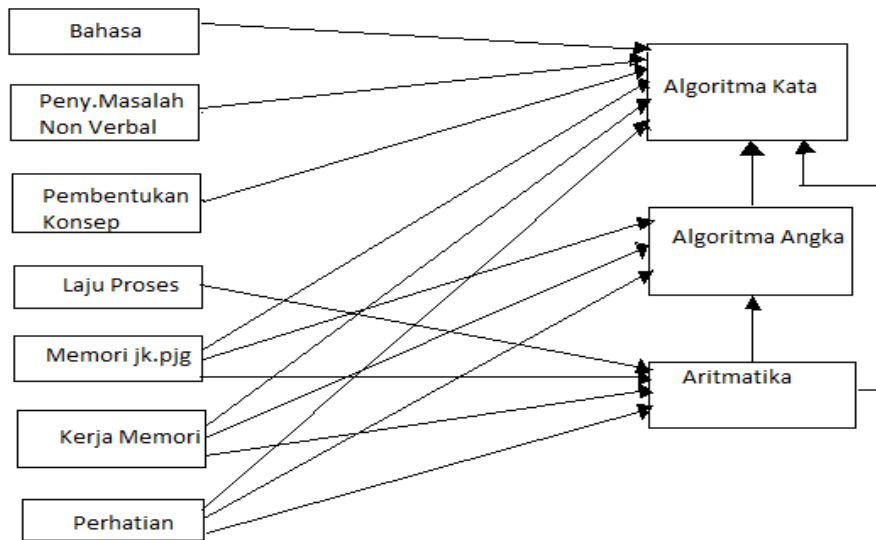 Bahasa
Peny.Masalah
Non Verbal
Pembentukan
Konsep
Laju Proses
Memori jk.pjg
Kerja Memori
Perhatian
Algoritma Kata
Algoritma Angka
Aritmatika